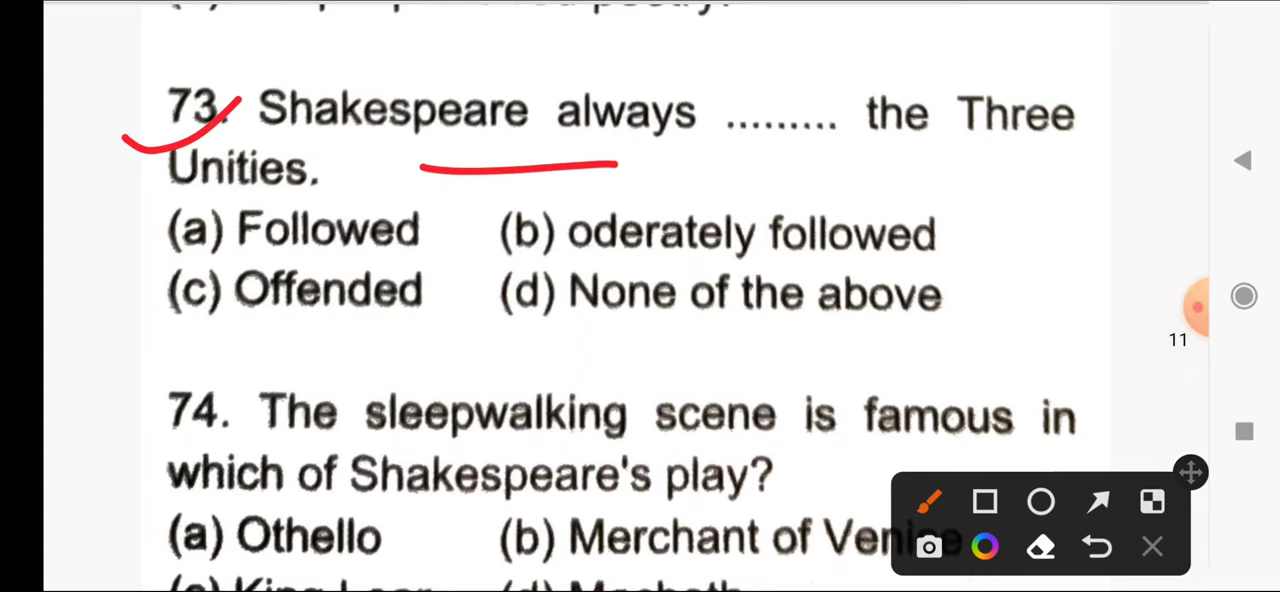 73. Shakespeare always ......... the Three
Unities.
(a) Followed (b) oderately followed
(c) Offended (d) None of the above
11
74. The sleepwalking scene is famous in
which of Shakespeare's play?
(a) Othello (b) Merchant of Venice